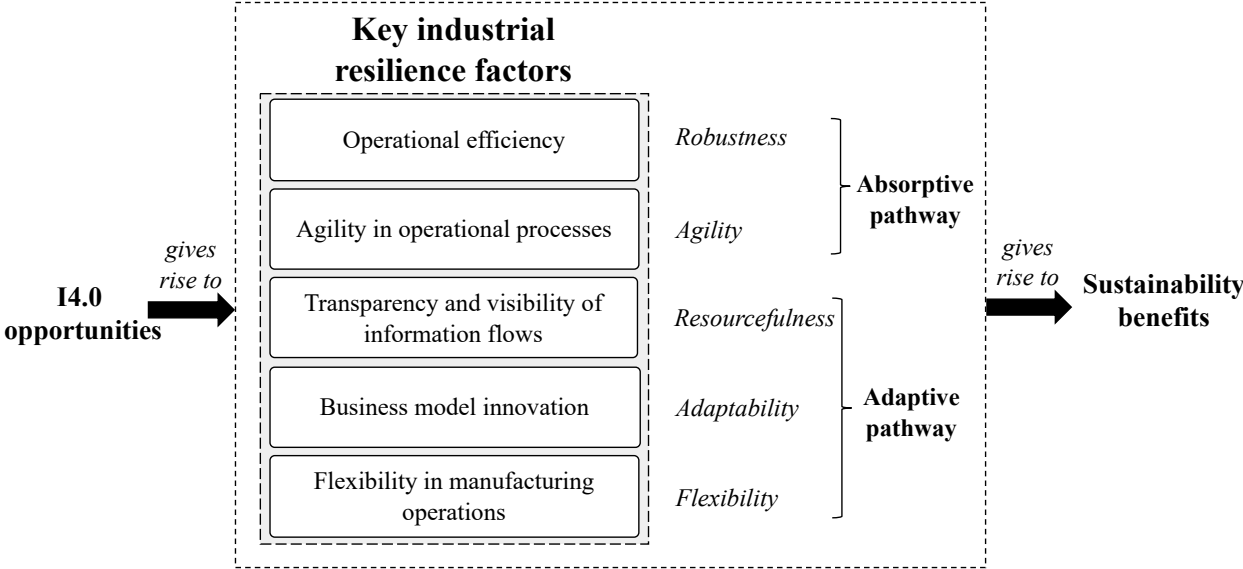 Key industrial
resilience factors
Operational efficiency
Robustness
Absorptive
pathway
Agility in operational processes
Agility
gives
rise to
I4.0
opportunities
Transparency and visibility of
information flows
Resourcefulness
gives
rise to
Sustainability
benefits
Business model innovation
Adaptability
Adaptive
pathway
Flexibility in manufacturing
operations
Flexibility